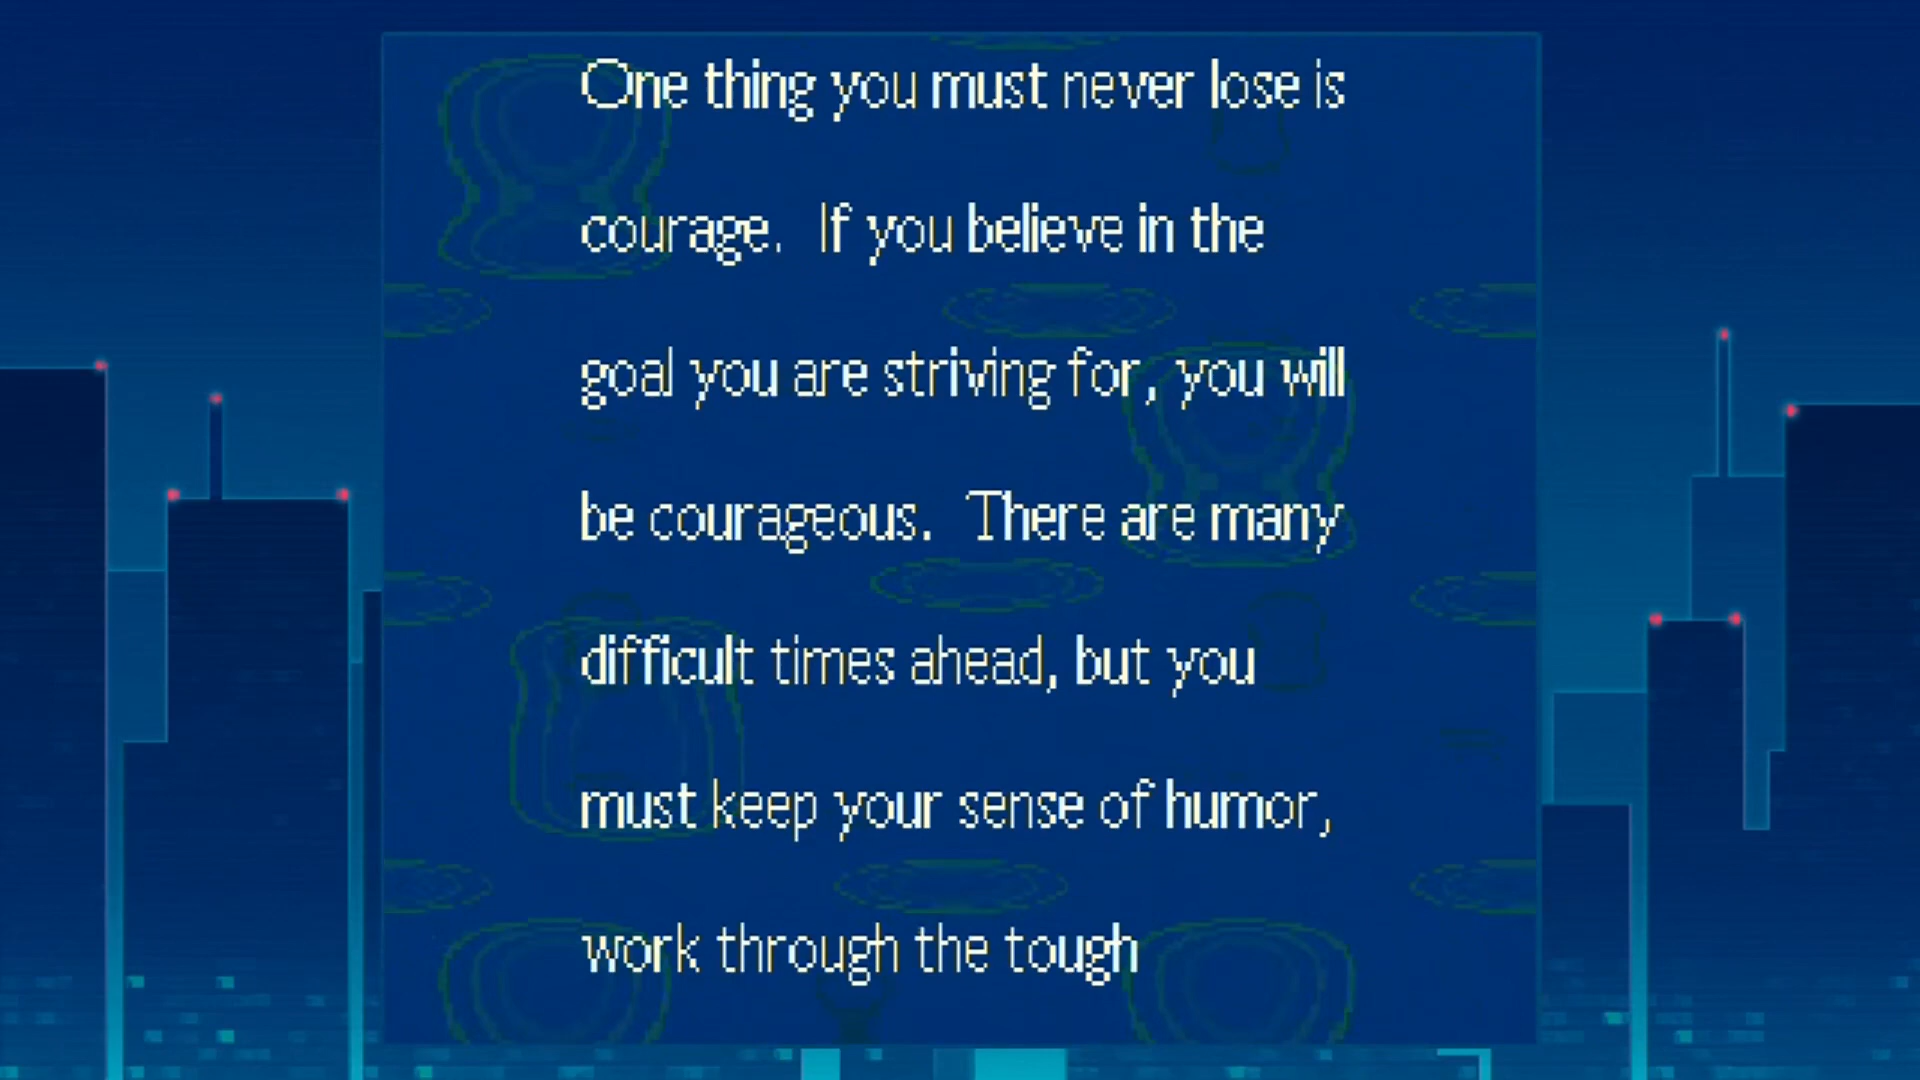 One thing you must never lose is
courage.  If you believe in the
goal you are striving for, you will
be courageous.  There are many
difficult times ahead, but you
must keep your sense of humor,
work through the tough